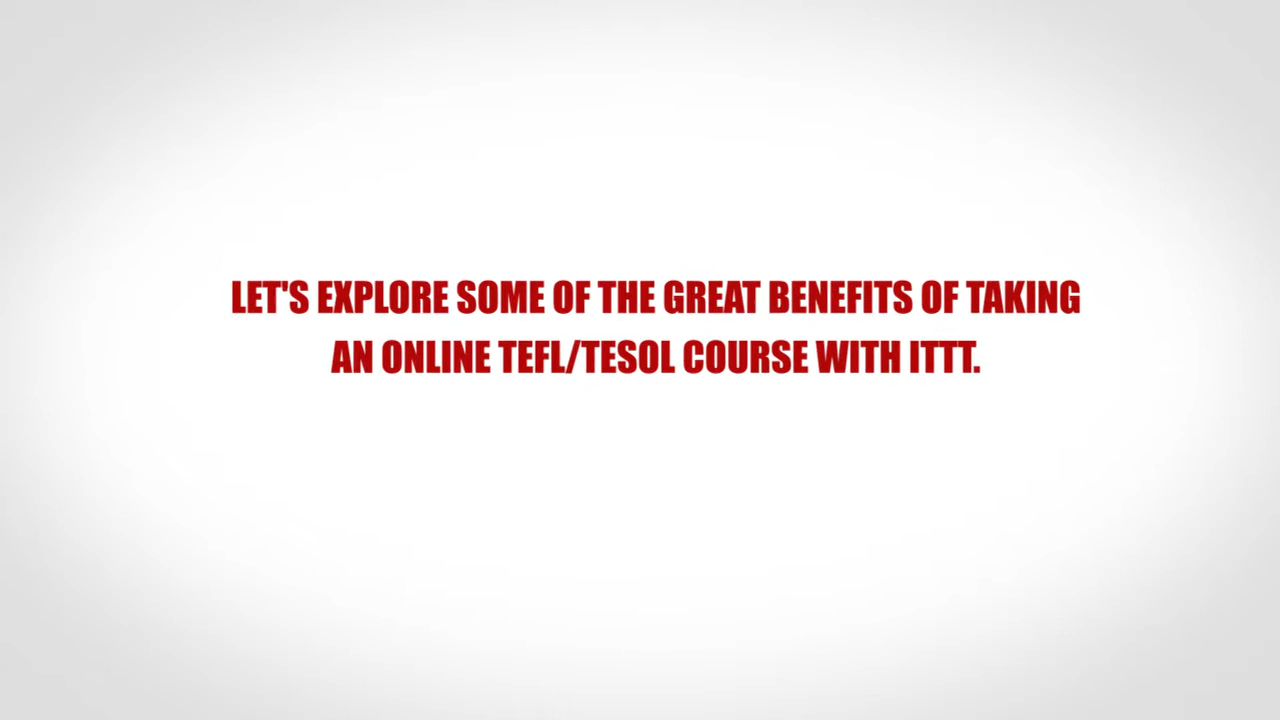 LET'S EXPLORE SOME OF THE GREAT BENEFITS OF TAKING
AN ONLINE TEFL/TESOL COURSE WITH ITTT.